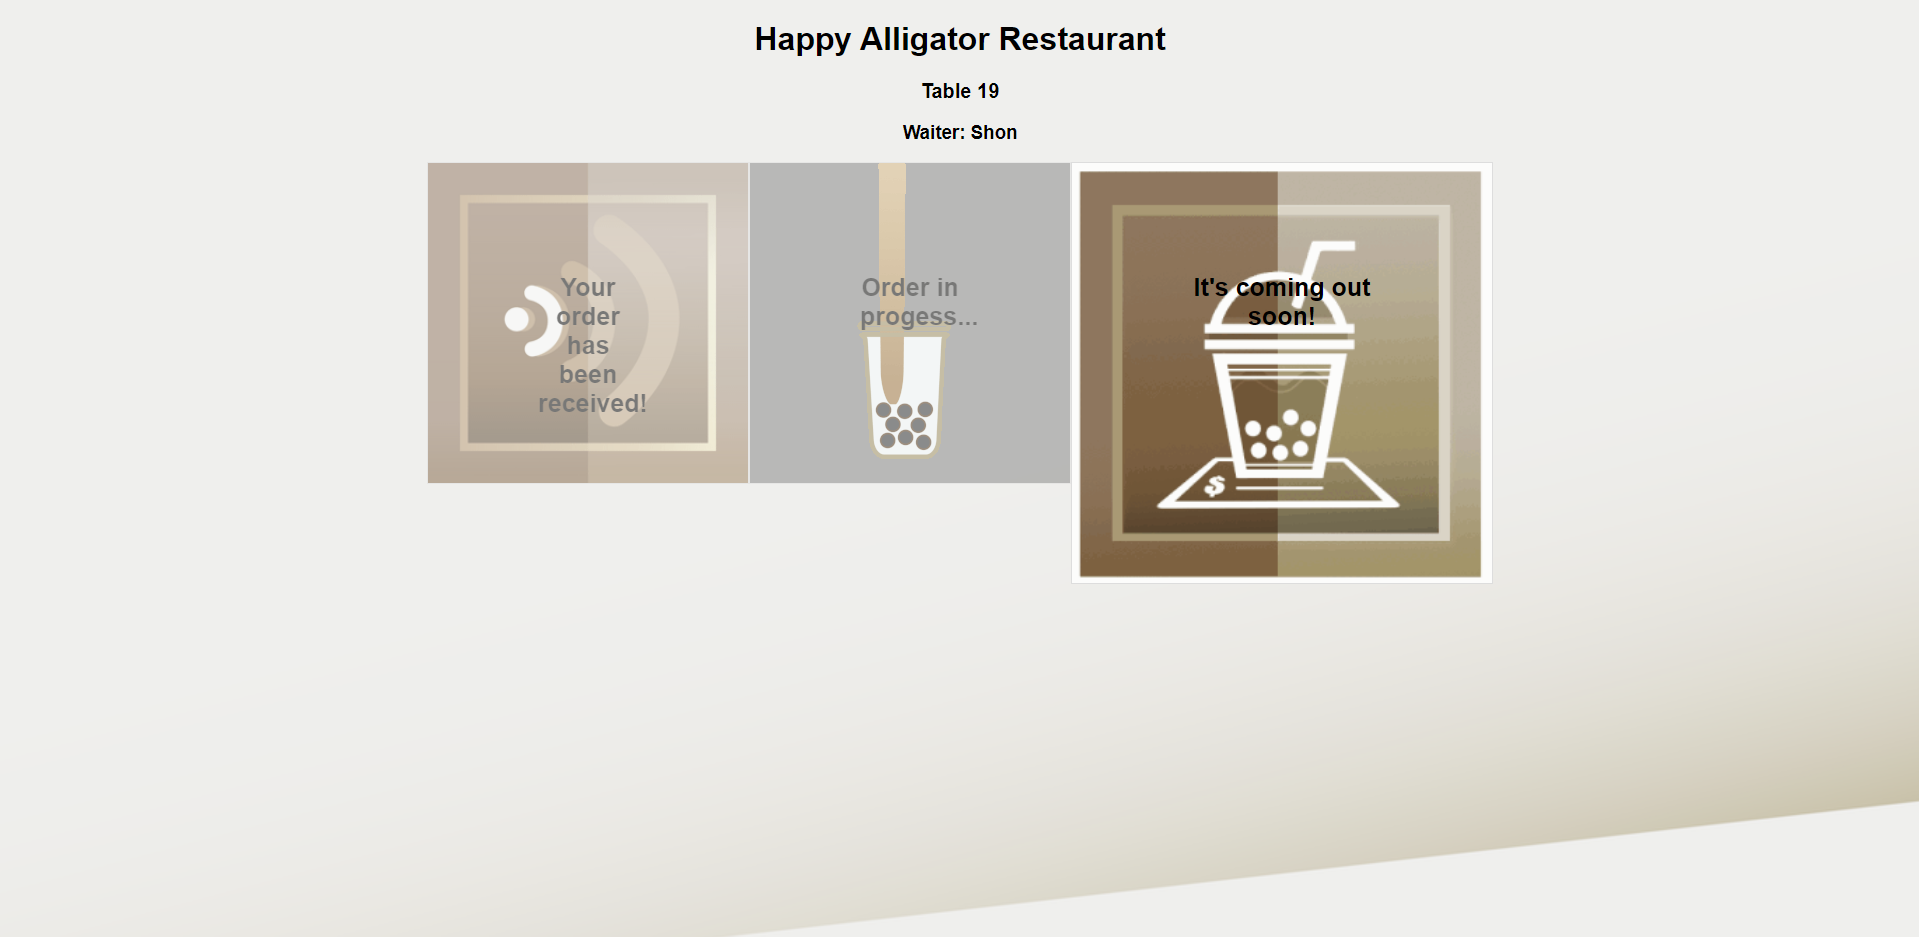 Happy Alligator Restaurant
Table 19
Waiter: Shon
Your
order
has
been
received!
Order in
progess...
It's coming out
soon!
$